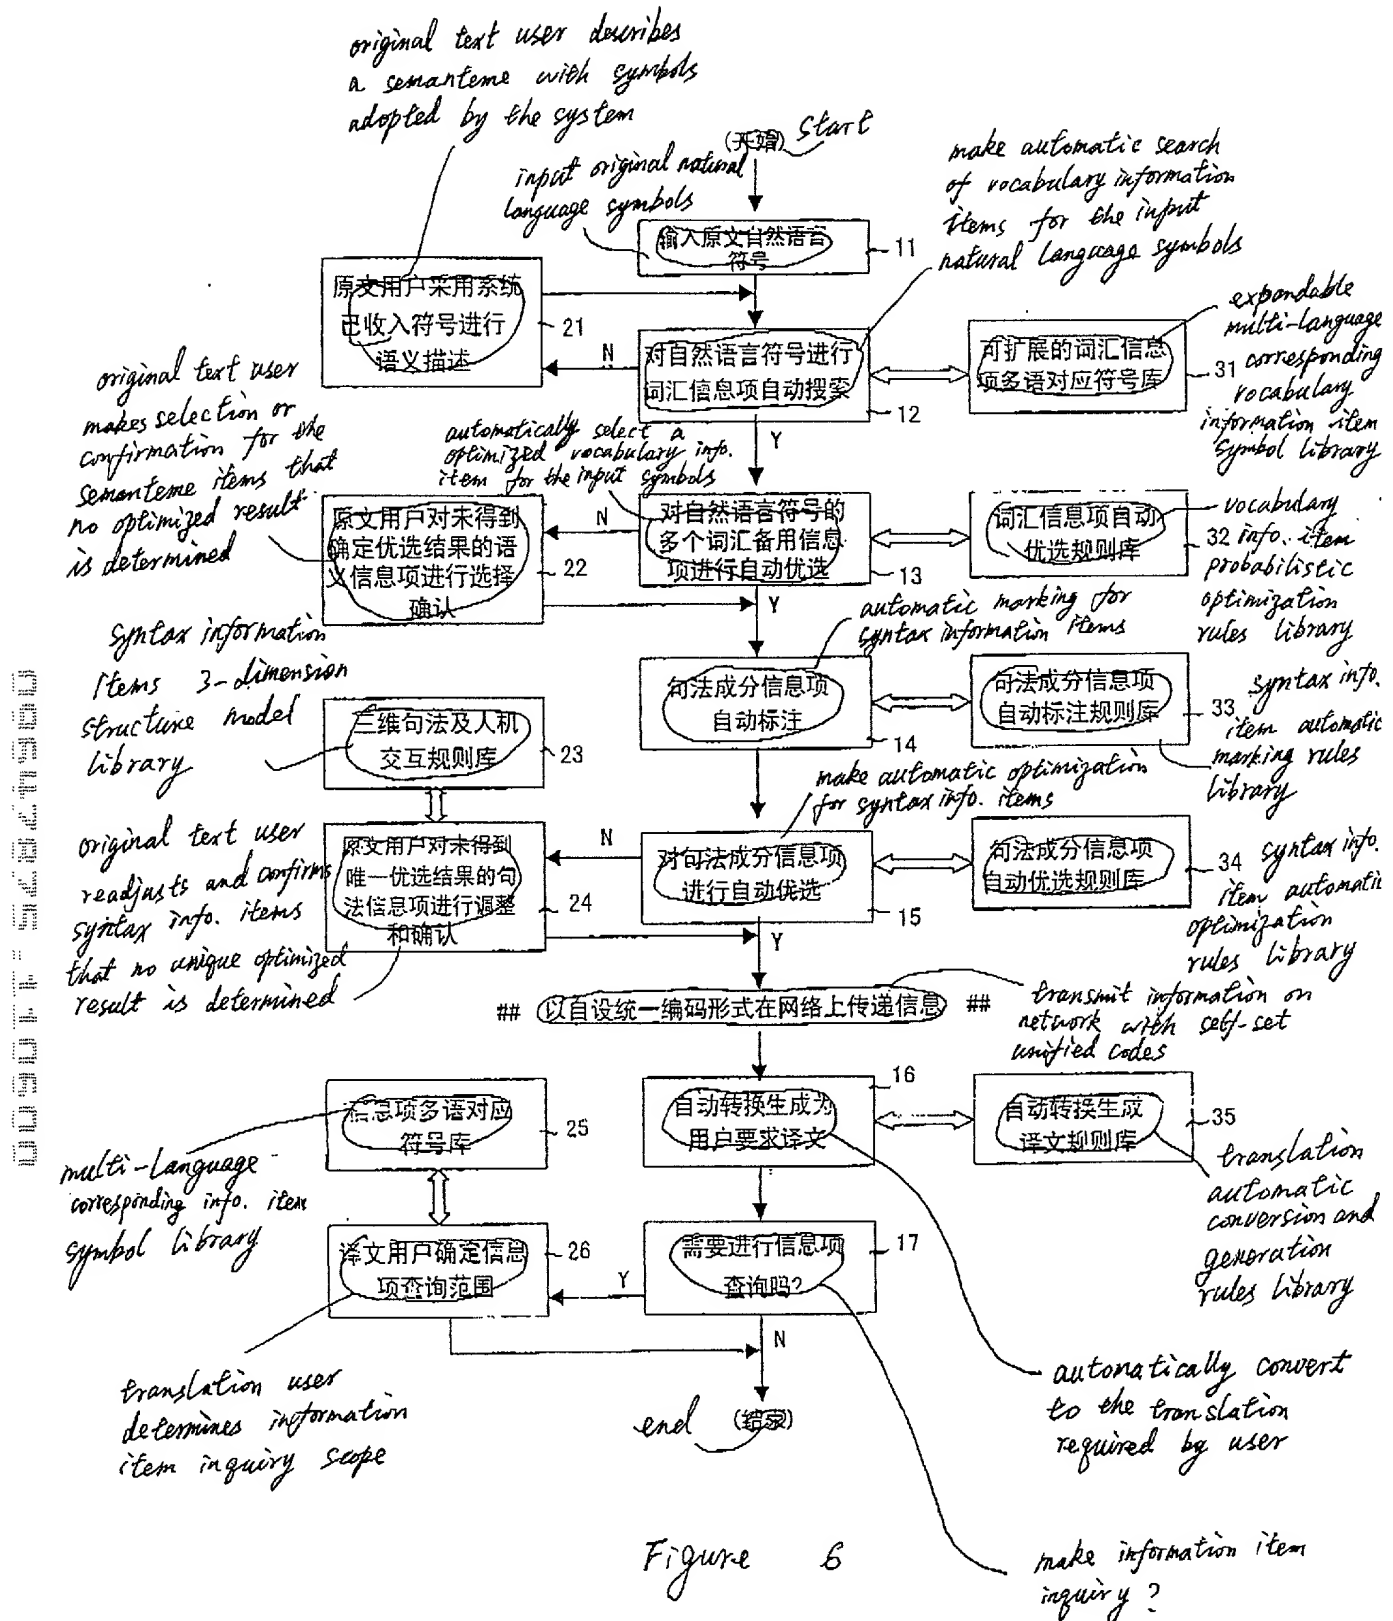 original text user describes
a semanteme with symbols
adopted by the system
(开始) Start
input original natural
language symbols
输入原文自然语言
符号
11
make automatic search
of vocabulary information
items for the input
natural language symbols
原文用户采用系统
已收入符号进行
语义描述
21
N
对自然语言符号进行
词汇信息项自动搜索
12
Y
可扩展的词汇信息
项多语对应符号库
31
expandable
multi-language
corresponding
vocabulary
information item
symbol library
original text user
makes selection or
confirmation for the
semanteme items that
no optimized result
is determined
automatically select a
optimized vocabulary info.
item for the input symbols
原文用户对未得到
确定优选结果的语
义信息项进行选择
确认
22
N
对自然语言符号的
多个词汇备用信息
项进行自动优选
13
Y
词汇信息项自动
优选规则库
32
vocabulary
info. item
probabilistic
optimization
rules library
automatic marking for
syntax information items
syntax information
items 3-dimension
structure model
library
三维句法及人机
交互规则库
23
句法成分信息项
自动标注
14
句法成分信息项
自动标注规则库
33
syntax info.
item automatic
marking rules
library
make automatic optimization
for syntax info. items
original text user
readjusts and confirms
syntax info. items
that no unique optimized
result is determined
原文用户对未得到
唯一优选结果的句
法信息项进行调整
和确认
24
N
对句法成分信息项
进行自动优选
15
Y
句法成分信息项
自动优选规则库
34
syntax info.
item automatic
optimization
rules library
## 以自设统一编码形式在网络上传递信息 ##
transmit information on
network with self-set
unified codes
信息项多语对应
符号库
25
multi-language
corresponding info. item
symbol library
自动转换生成为
用户要求译文
16
自动转换生成
译文规则库
35
translation
automatic
conversion and
generation
rules library
译文用户确定信息
项查询范围
26
Y
需要进行信息项
查询吗?
17
N
translation user
determines information
item inquiry scope
end (结束)
automatically convert
to the translation
required by user
make information item
inquiry ?
Figure 6